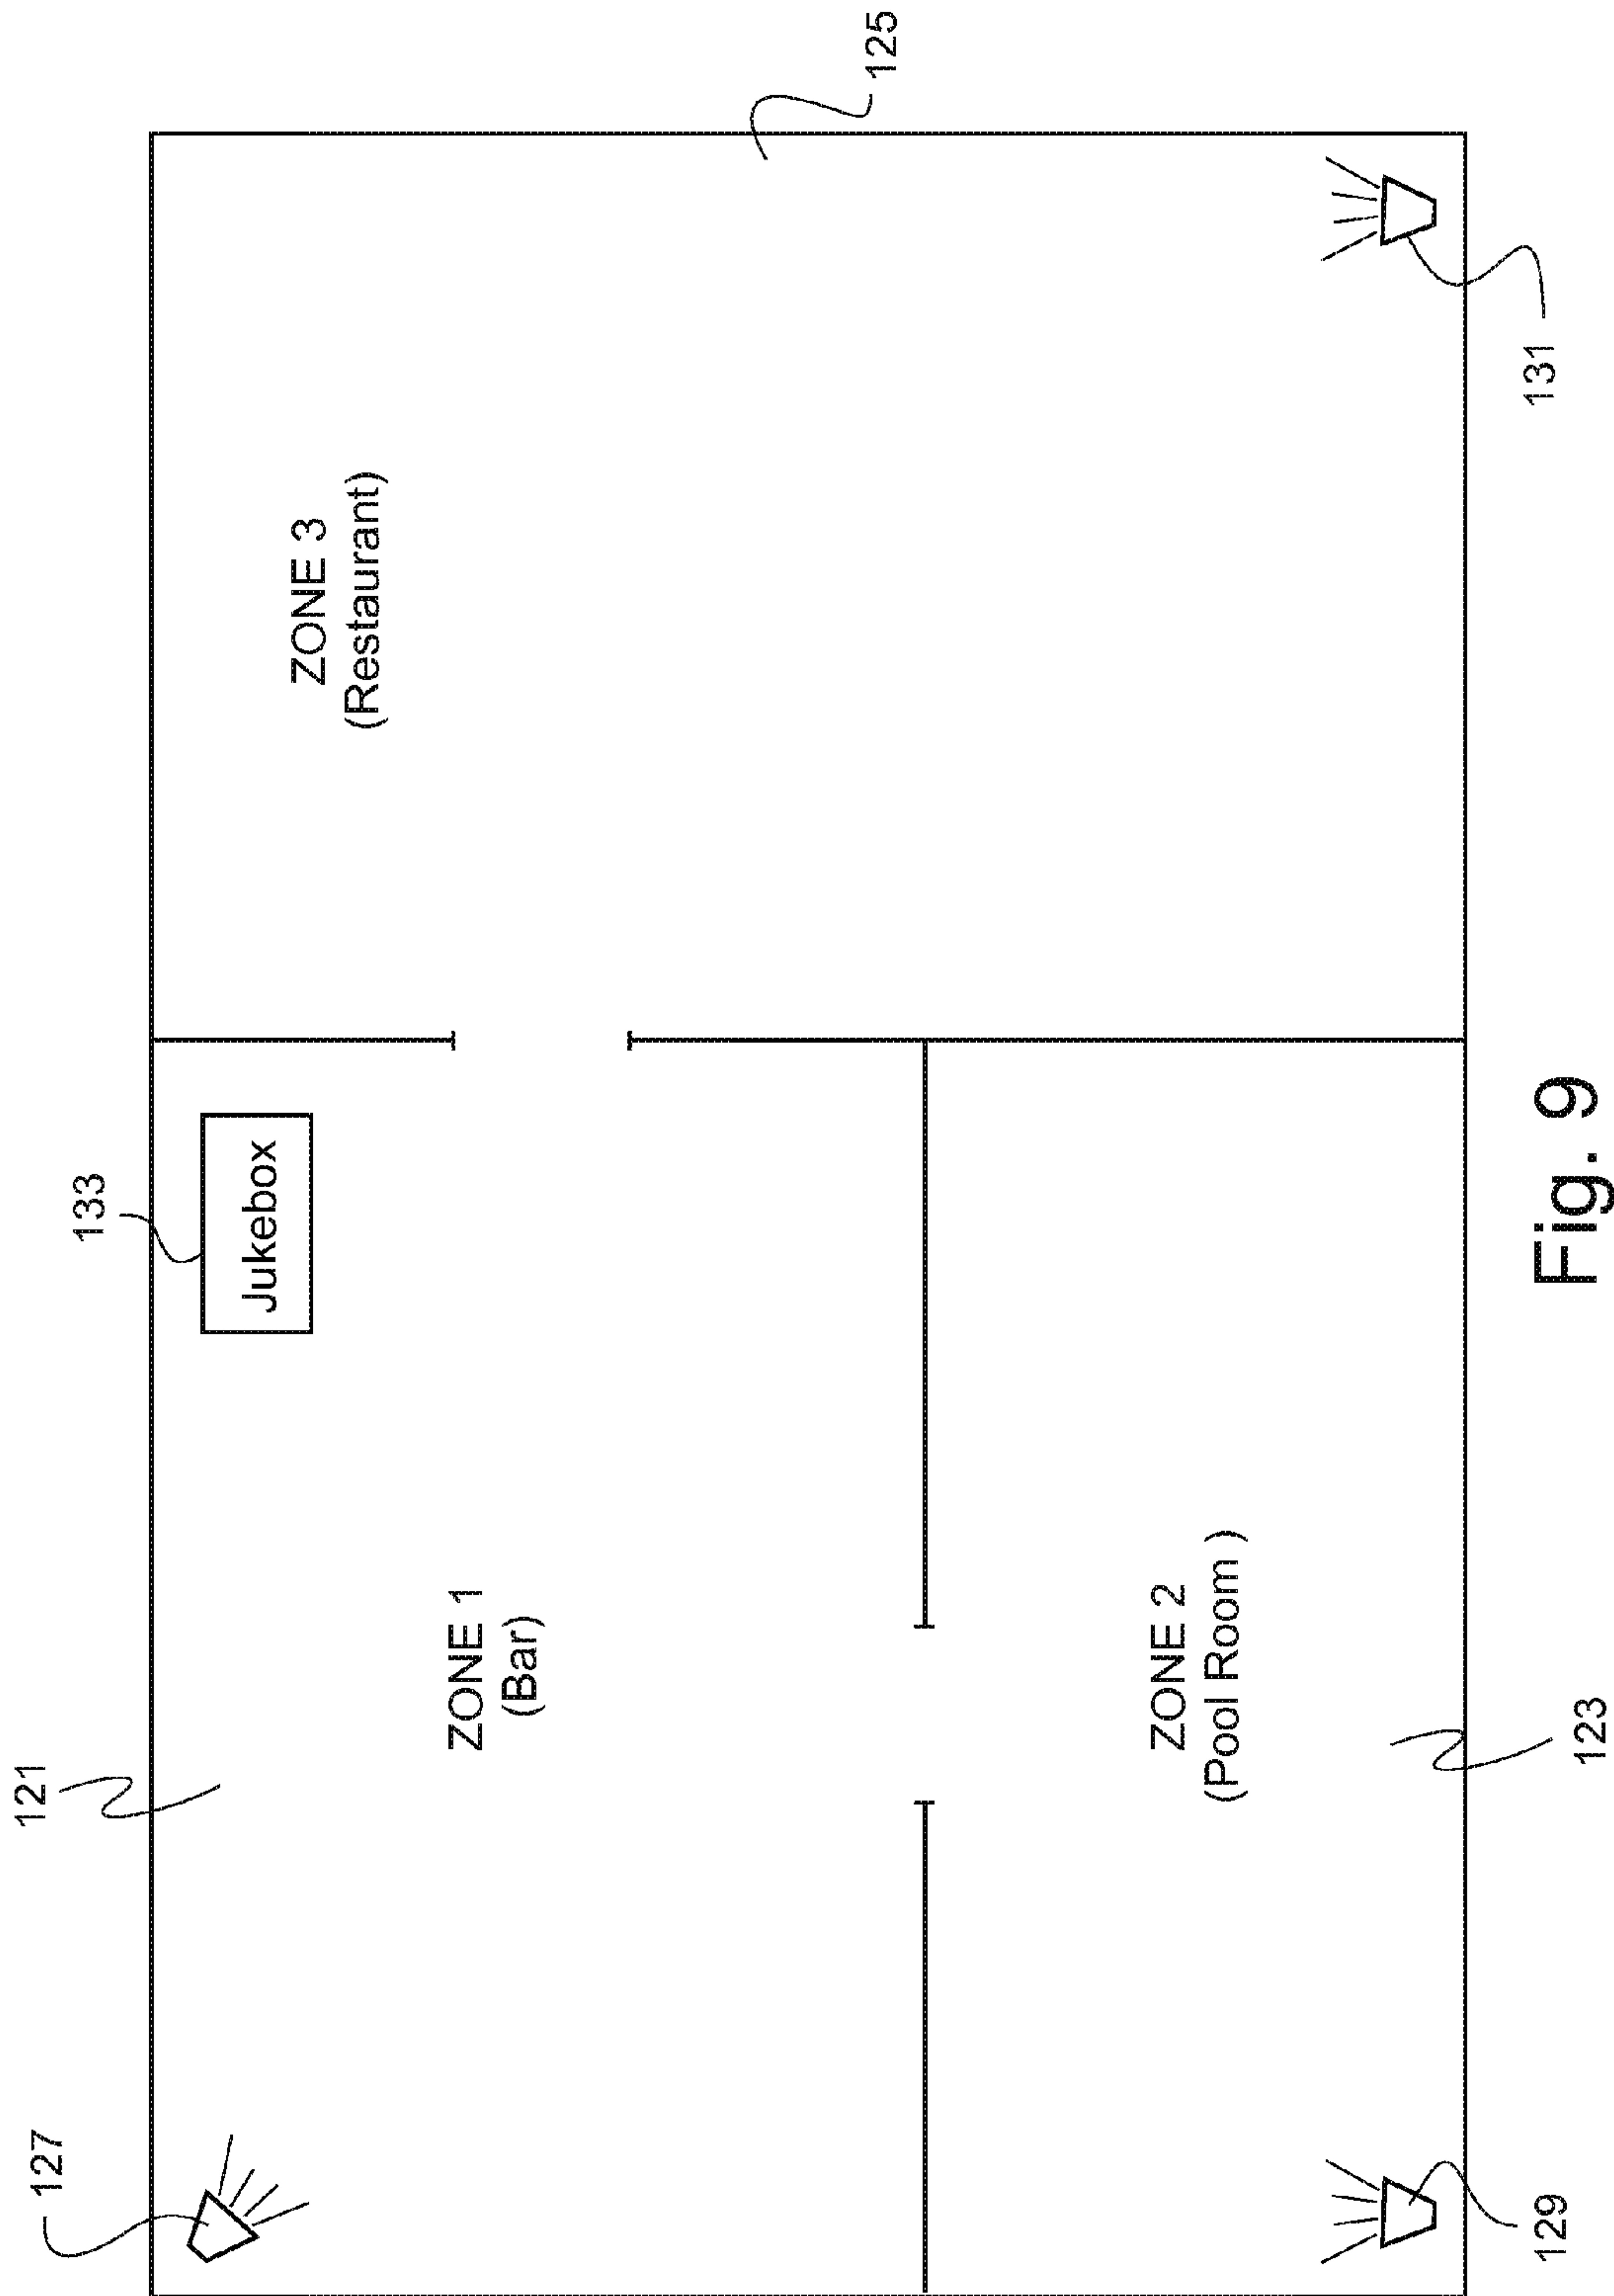 127
121
133
Jukebox
ZONE 1
(Bar)
ZONE 3
(Restaurant)
125
ZONE 2
(Pool Room )
129
123
131
Fig. 9